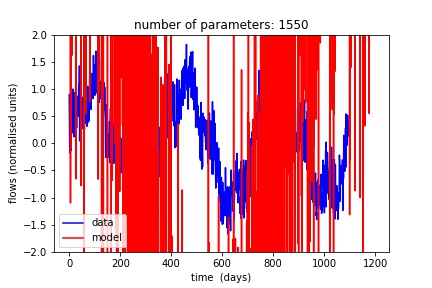 number of parameters: 1550
2.0
1.5
1.0
0.5
0.0
−0.5
−1.0
−1.5
−2.0
flows (normalised units)
data
model
0 200 400 600 800 1000 1200
time (days)